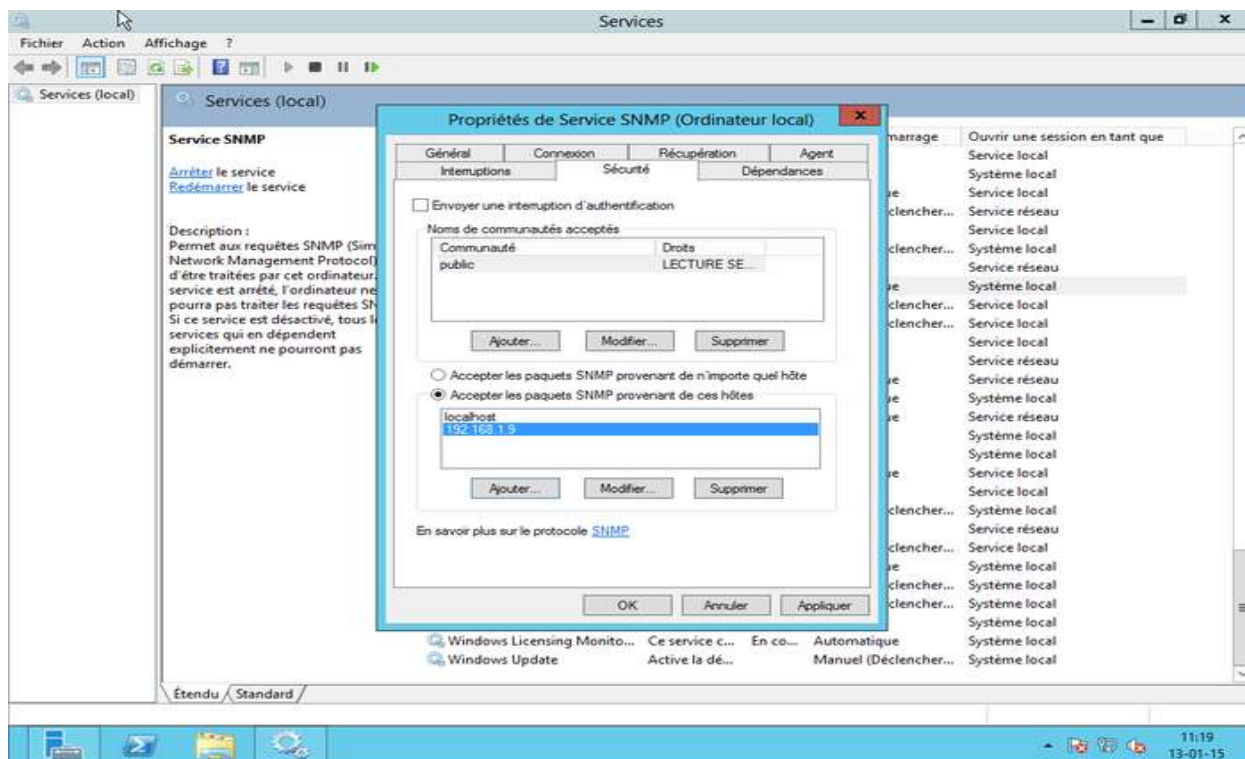 Services
Fichier Action Affichage ?
Services (local)
Services (local)
Service SNMP
Arrêter le service
Redémarrer le service
Description :
Permet aux requêtes SNMP (Sim
Network Management Protocol)
d'être traitées par cet ordinateur.
service est arrêté, l'ordinateur ne
pourra pas traiter les requêtes SN
Si ce service est désactivé, tous l
services qui en dépendent
explicitement ne pourront pas
démarrer.
Propriétés de Service SNMP (Ordinateur local)
Général Connexion Récupération Agent
Interruptions Sécurité Dépendances
Envoyer une interruption d'authentification
Noms de communautés acceptés
Communauté Droits
public LECTURE SE...
Ajouter... Modifier... Supprimer
Accepter les paquets SNMP provenant de n'importe quel hôte
Accepter les paquets SNMP provenant de ces hôtes
localhost
192.168.1.9
Ajouter... Modifier... Supprimer
En savoir plus sur le protocole SNMP
OK Annuler Appliquer
marrage Ouvrir une session en tant que
Service local
Système local
ue Service local
clencher... Service réseau
Service local
clencher... Système local
Service réseau
ue Système local
clencher... Service local
clencher... Service local
Service local
Service réseau
ue Service réseau
ue Système local
ue Service réseau
Système local
Système local
ue Service local
Service local
clencher... Système local
Service réseau
clencher... Service local
ue Système local
clencher... Système local
clencher... Système local
Système local
Windows Licensing Monito... Ce service c... En co... Automatique Système local
Windows Update Active la dé... Manuel (Déclencher... Système local
Étendu Standard
11:19
13-01-15